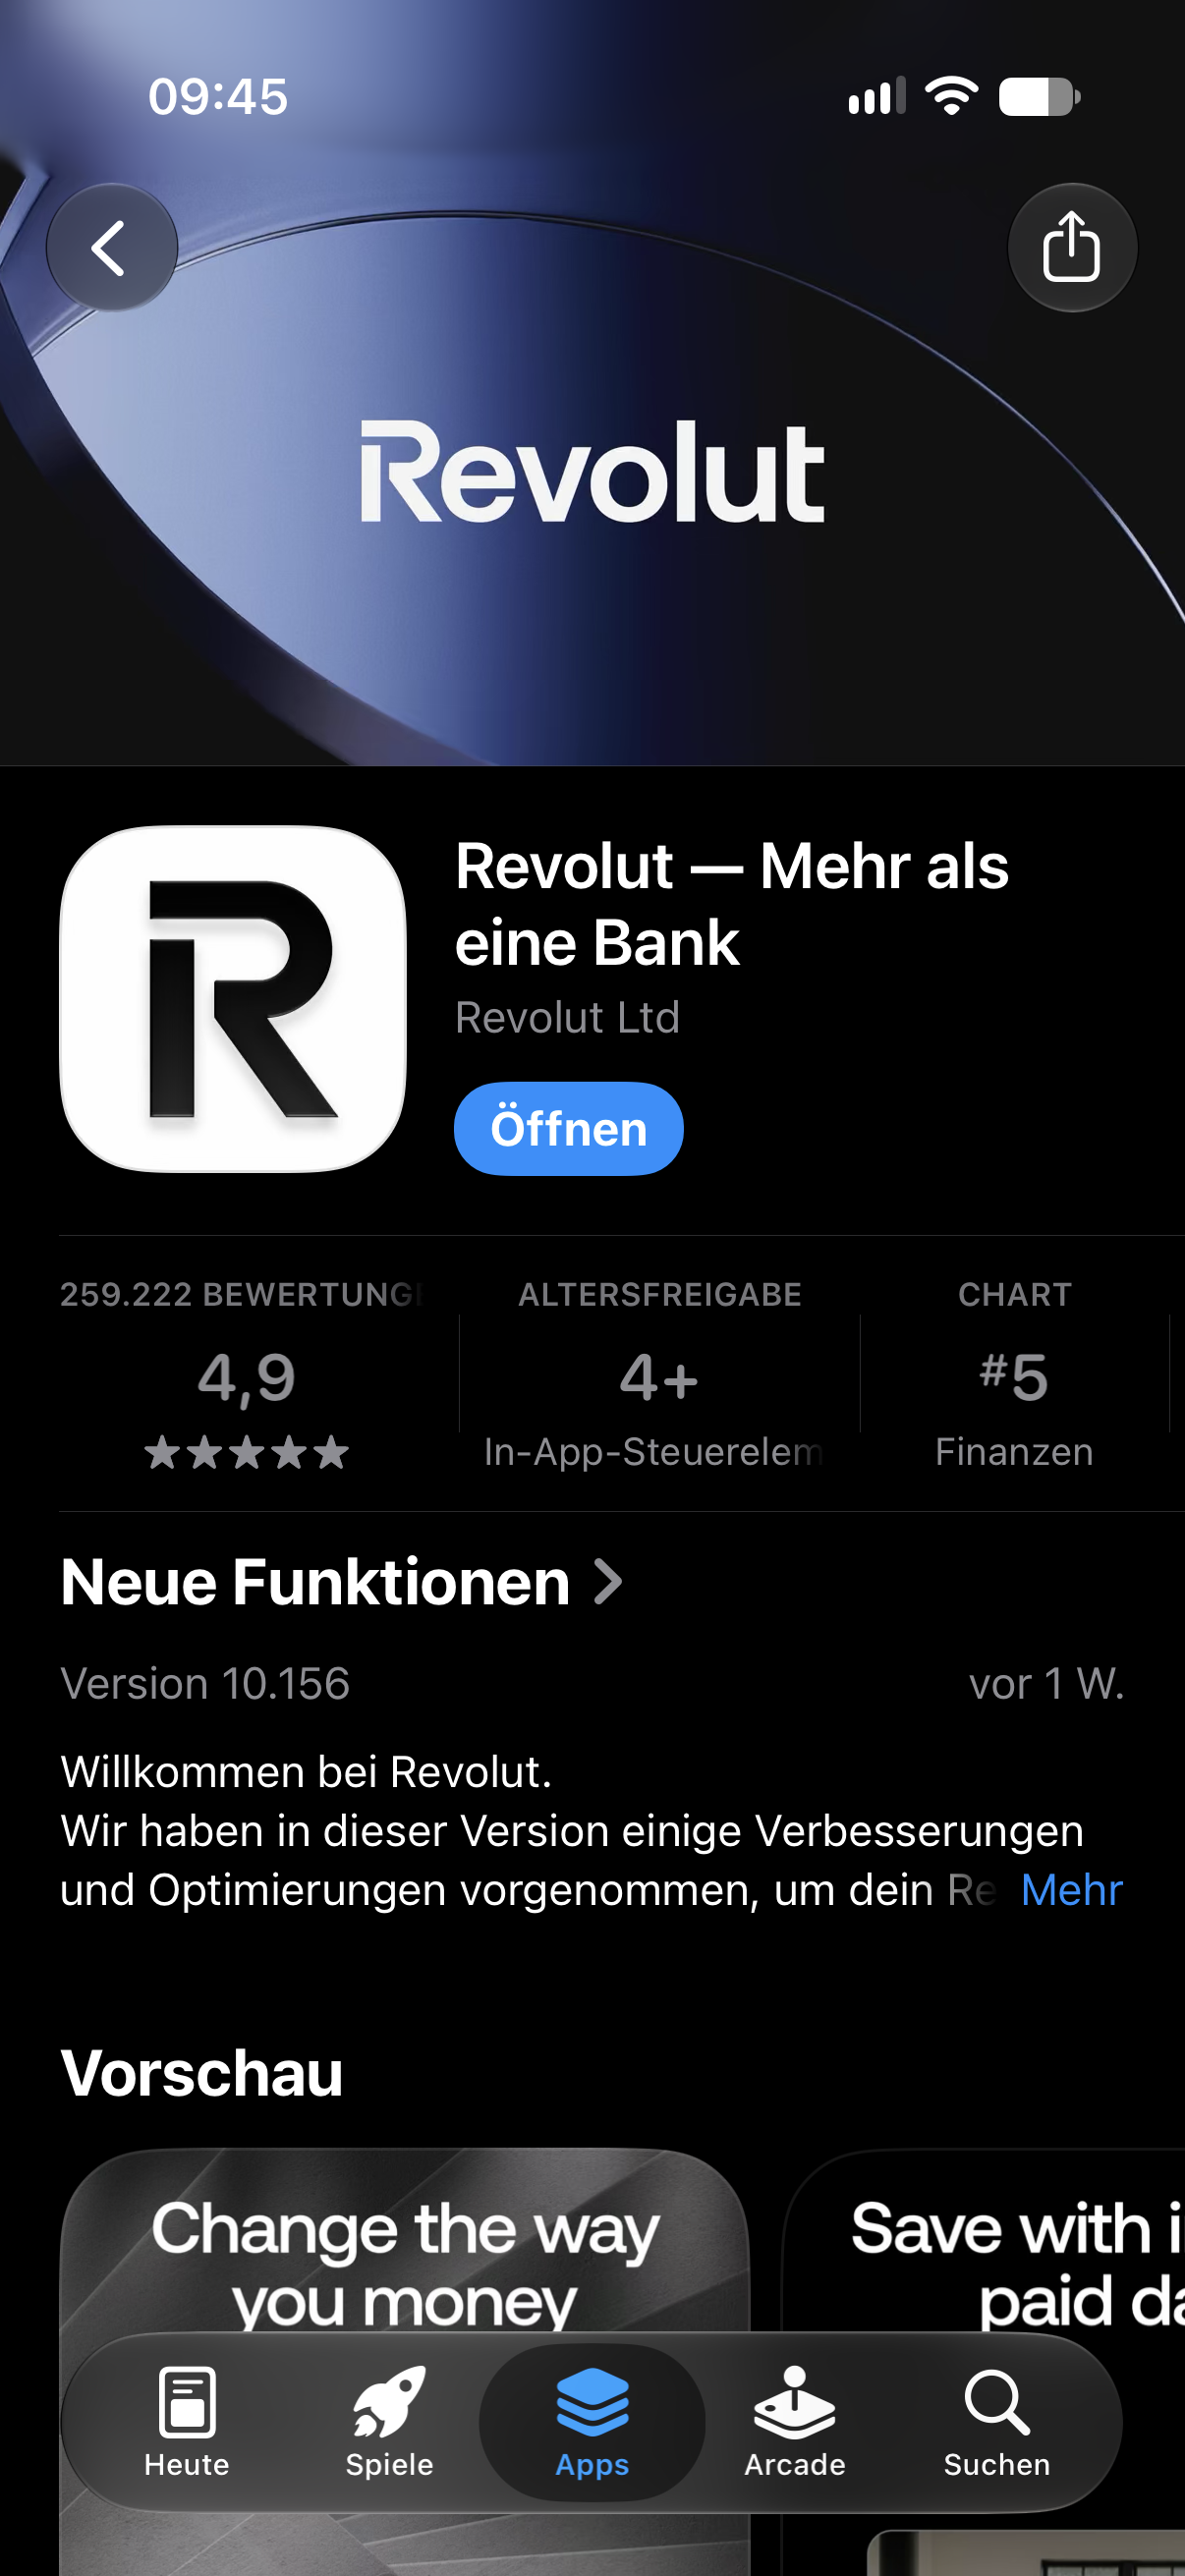 09:45
Revolut
Revolut — Mehr als
eine Bank
Revolut Ltd
Öffnen
259.222 BEWERTUNG
ALTERSFREIGABE
CHART
4,9
4+
#5
In-App-Steuerelem
Finanzen
Neue Funktionen
Version 10.156
vor 1 W.
Willkommen bei Revolut.
Wir haben in dieser Version einige Verbesserungen
und Optimierungen vorgenommen, um dein Re Mehr
Vorschau
Change the way
you money
Save with i
paid da
Heute
Spiele
Apps
Arcade
Suchen